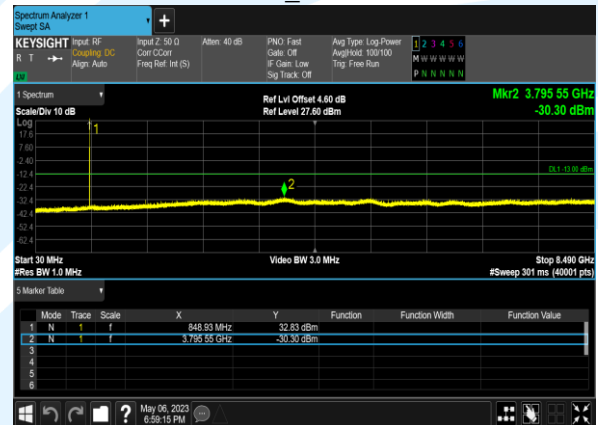 Spectrum Analyzer 1
Swept SA
KEYSIGHT Input: RF Input Z: 50 Ω Atten: 40 dB PNO: Fast Avg Type: Log-Power 1 2 3 4 5 6
R T Coupling: DC Corr CCorr Gate: Off Avg|Hold: 100/100 M W W W W W
Align: Auto Freq Ref: Int (S) IF Gain: Low Trig: Free Run P N N N N N
Sig Track: Off
1 Spectrum
Ref Lvl Offset 4.60 dB Mkr2 3.795 55 GHz
Scale/Div 10 dB Ref Level 27.60 dBm -30.30 dBm
Log
17.6
7.60
-2.40
-12.4
-22.4
-32.4
-42.4
-52.4
-62.4
1
DL1 -13.00 dBm
2
Start 30 MHz Video BW 3.0 MHz Stop 8.490 GHz
#Res BW 1.0 MHz #Sweep 301 ms (40001 pts)
5 Marker Table
Mode Trace Scale X Y Function Function Width Function Value
1 N 1 f 848.93 MHz 32.83 dBm
2 N 1 f 3.795 55 GHz -30.30 dBm
3
4
5
6
? May 06, 2023
6:59:15 PM